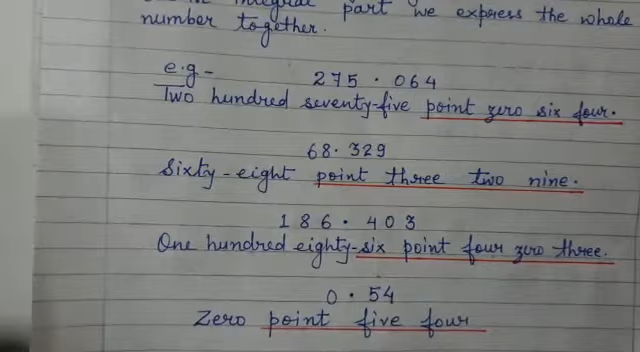 integral part we express the whole
number together.
e.g - 275.064
Two hundred seventy-five point zero six four.
68.329
Sixty-eight point three two nine.
186.403
One hundred eighty-six point four zero three.
0.54
Zero point five four